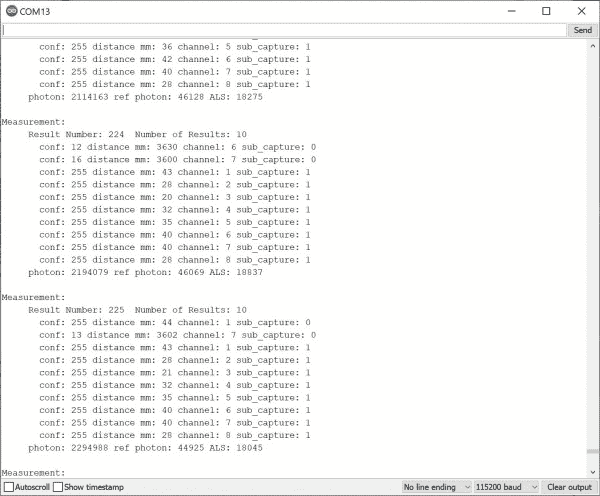 COM13
Send
conf: 255 distance mm: 36 channel: 5 sub_capture: 1
conf: 255 distance mm: 42 channel: 6 sub_capture: 1
conf: 255 distance mm: 40 channel: 7 sub_capture: 1
conf: 255 distance mm: 28 channel: 8 sub_capture: 1
photon: 2114163 ref photon: 46128 ALS: 18275
Measurement:
Result Number: 224  Number of Results: 10
conf: 12 distance mm: 3630 channel: 6 sub_capture: 0
conf: 16 distance mm: 3600 channel: 7 sub_capture: 0
conf: 255 distance mm: 43 channel: 1 sub_capture: 1
conf: 255 distance mm: 28 channel: 2 sub_capture: 1
conf: 255 distance mm: 20 channel: 3 sub_capture: 1
conf: 255 distance mm: 32 channel: 4 sub_capture: 1
conf: 255 distance mm: 35 channel: 5 sub_capture: 1
conf: 255 distance mm: 40 channel: 6 sub_capture: 1
conf: 255 distance mm: 40 channel: 7 sub_capture: 1
conf: 255 distance mm: 28 channel: 8 sub_capture: 1
photon: 2194079 ref photon: 46069 ALS: 18837
Measurement:
Result Number: 225  Number of Results: 10
conf: 255 distance mm: 44 channel: 1 sub_capture: 0
conf: 13 distance mm: 3602 channel: 7 sub_capture: 0
conf: 255 distance mm: 43 channel: 1 sub_capture: 1
conf: 255 distance mm: 28 channel: 2 sub_capture: 1
conf: 255 distance mm: 21 channel: 3 sub_capture: 1
conf: 255 distance mm: 32 channel: 4 sub_capture: 1
conf: 255 distance mm: 35 channel: 5 sub_capture: 1
conf: 255 distance mm: 40 channel: 6 sub_capture: 1
conf: 255 distance mm: 40 channel: 7 sub_capture: 1
conf: 255 distance mm: 28 channel: 8 sub_capture: 1
photon: 2294988 ref photon: 44925 ALS: 18045
Measurement:
Autoscroll Show timestamp No line ending 115200 baud Clear output